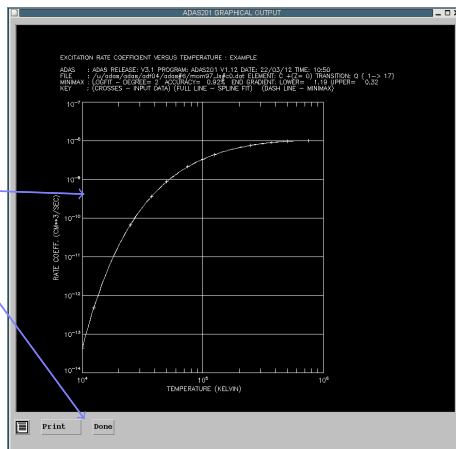 ADAS201 GRAPHICAL OUTPUT
EXCITATION RATE COEFFICIENT VERSUS TEMPERATURE : EXAMPLE
ADAS : ADAS RELEASE: V3.1 PROGRAM: ADAS201 V1.12 DATE: 22/03/12 TIME: 10:50
FILE : /u/adas/adas/adf04/adas#6/mom97_ls#c0.dat ELEMENT: C +(Z= 0) TRANSITION: Q ( 1-> 17)
MINIMAX : LOGFIT - DEGREE= 2 ACCURACY= 0.92% END GRADIENT: LOWER= 1.19 UPPER= 0.32
KEY : (CROSSES - INPUT DATA) (FULL LINE - SPLINE FIT) (DASH LINE - MINIMAX)
10⁻⁷
10⁻⁸
10⁻⁹
10⁻¹⁰
10⁻¹¹
10⁻¹²
10⁻¹³
10⁻¹⁴
RATE COEFF. (CM**3/SEC)
10⁴ 10⁵ 10⁶
TEMPERATURE (KELVIN)
Print Done